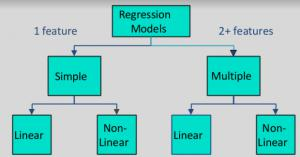 Regression
Models
1 feature
2+ features
Simple
Multiple
Linear
Non-
Linear
Linear
Non-
Linear